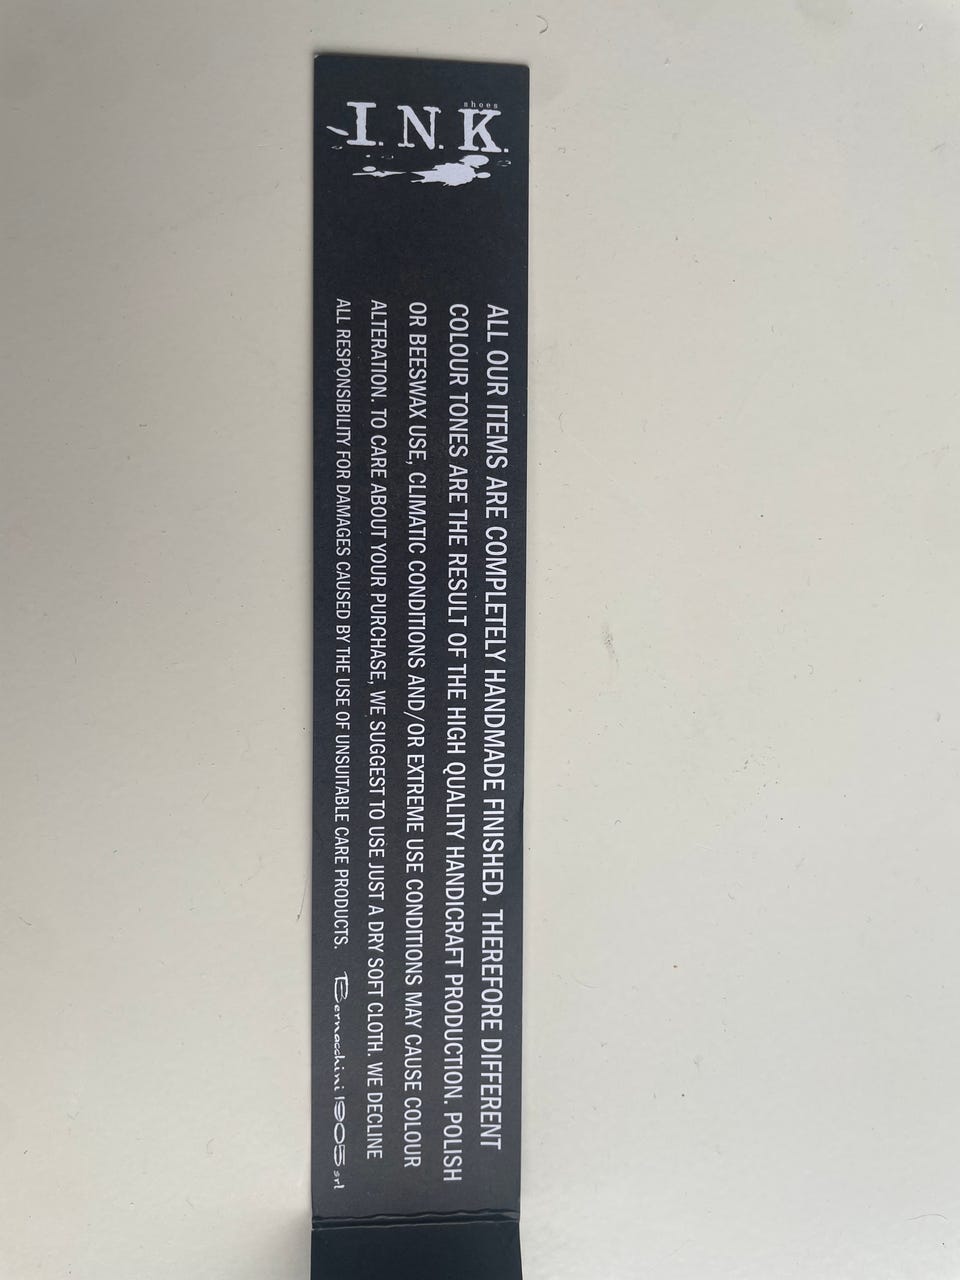 shoes
I.N.K.
ALL OUR ITEMS ARE COMPLETELY HANDMADE FINISHED. THEREFORE DIFFERENT
COLOUR TONES ARE THE RESULT OF THE HIGH QUALITY HANDICRAFT PRODUCTION. POLISH
OR BEESWAX USE, CLIMATIC CONDITIONS AND/OR EXTREME USE CONDITIONS MAY CAUSE COLOUR
ALTERATION. TO CARE ABOUT YOUR PURCHASE, WE SUGGEST TO USE JUST A DRY SOFT CLOTH. WE DECLINE
ALL RESPONSIBILITY FOR DAMAGES CAUSED BY THE USE OF UNSUITABLE CARE PRODUCTS. Bernacchini 1905 srl